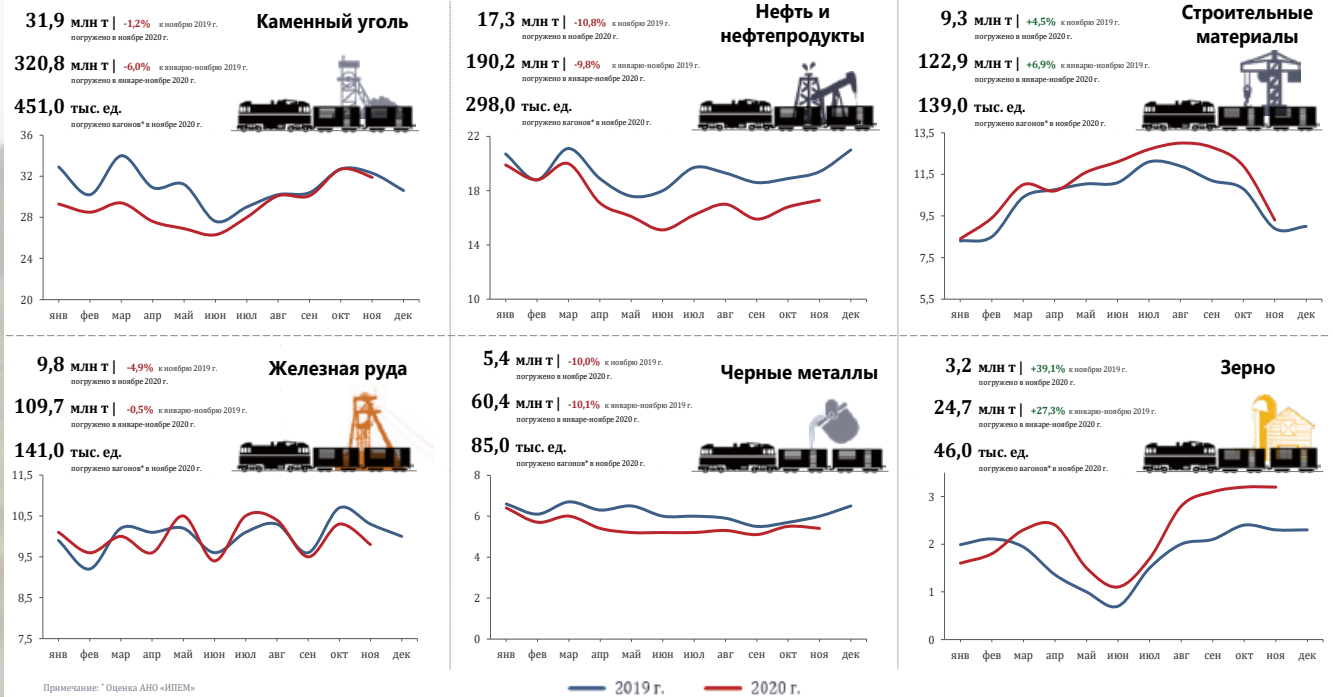 Каменный уголь
31,9 млн т | -1,2% к ноябрю 2019 г.
погружено в ноябре 2020 г.
320,8 млн т | -6,0% к январю-ноябрю 2019 г.
погружено в январе-ноябре 2020 г.
451,0 тыс. ед.
погружено вагонов* в ноябре 2020 г.
36
32
28
24
20
янв фев мар апр май июн июл авг сен окт ноя дек
Нефть и
нефтепродукты
17,3 млн т | -10,8% к ноябрю 2019 г.
погружено в ноябре 2020 г.
190,2 млн т | -9,8% к январю-ноябрю 2019 г.
погружено в январе-ноябре 2020 г.
298,0 тыс. ед.
погружено вагонов* в ноябре 2020 г.
22
18
14
10
янв фев мар апр май июн июл авг сен окт ноя дек
Строительные
материалы
9,3 млн т | +4,5% к ноябрю 2019 г.
погружено в ноябре 2020 г.
122,9 млн т | +6,9% к январю-ноябрю 2019 г.
погружено в январе-ноябре 2020 г.
139,0 тыс. ед.
погружено вагонов* в ноябре 2020 г.
13,5
11,5
9,5
7,5
5,5
янв фев мар апр май июн июл авг сен окт ноя дек
Железная руда
9,8 млн т | -4,9% к ноябрю 2019 г.
погружено в ноябре 2020 г.
109,7 млн т | -0,5% к январю-ноябрю 2019 г.
погружено в январе-ноябре 2020 г.
141,0 тыс. ед.
погружено вагонов* в ноябре 2020 г.
11,5
10,5
9,5
8,5
7,5
янв фев мар апр май июн июл авг сен окт ноя дек
Черные металлы
5,4 млн т | -10,0% к ноябрю 2019 г.
погружено в ноябре 2020 г.
60,4 млн т | -10,1% к январю-ноябрю 2019 г.
погружено в январе-ноябре 2020 г.
85,0 тыс. ед.
погружено вагонов* в ноябре 2020 г.
8
6
4
2
0
янв фев мар апр май июн июл авг сен окт ноя дек
Зерно
3,2 млн т | +39,1% к ноябрю 2019 г.
погружено в ноябре 2020 г.
24,7 млн т | +27,3% к январю-ноябрю 2019 г.
погружено в январе-ноябре 2020 г.
46,0 тыс. ед.
погружено вагонов* в ноябре 2020 г.
3
2
1
0
янв фев мар апр май июн июл авг сен окт ноя дек
Примечание: * Оценка АНО «ИПЕМ»
2019 г. 2020 г.